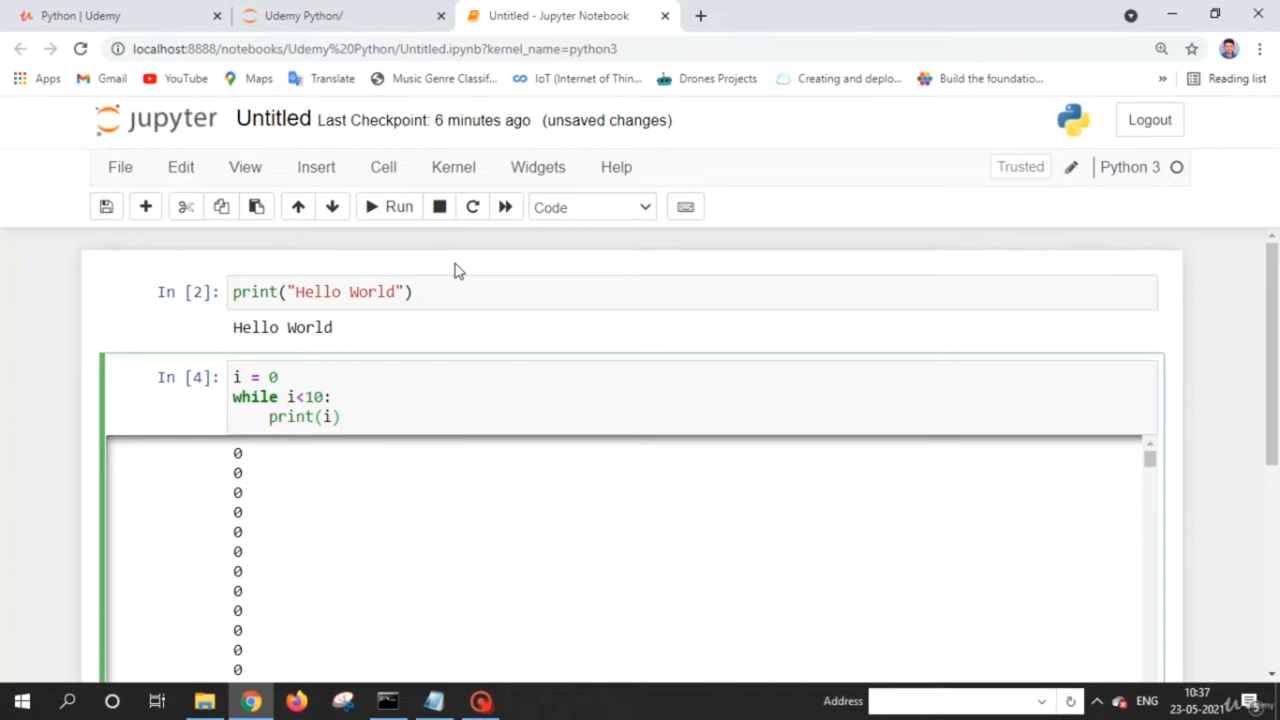 Python | Udemy
Udemy Python/
Untitled - Jupyter Notebook
localhost:8888/notebooks/Udemy%20Python/Untitled.ipynb?kernel_name=python3
Apps Gmail YouTube Maps Translate Music Genre Classif... IoT (Internet of Thin... Drones Projects Creating and deplo... Build the foundatio... » Reading list
jupyter Untitled Last Checkpoint: 6 minutes ago (unsaved changes) Logout
File Edit View Insert Cell Kernel Widgets Help Trusted Python 3
Run Code
In [2]: print("Hello World")
Hello World
In [4]: i = 0
while i<10:
print(i)
0
0
0
0
0
0
0
0
0
0
0
0
Address ENG 10:37
23-05-2021
Udemy